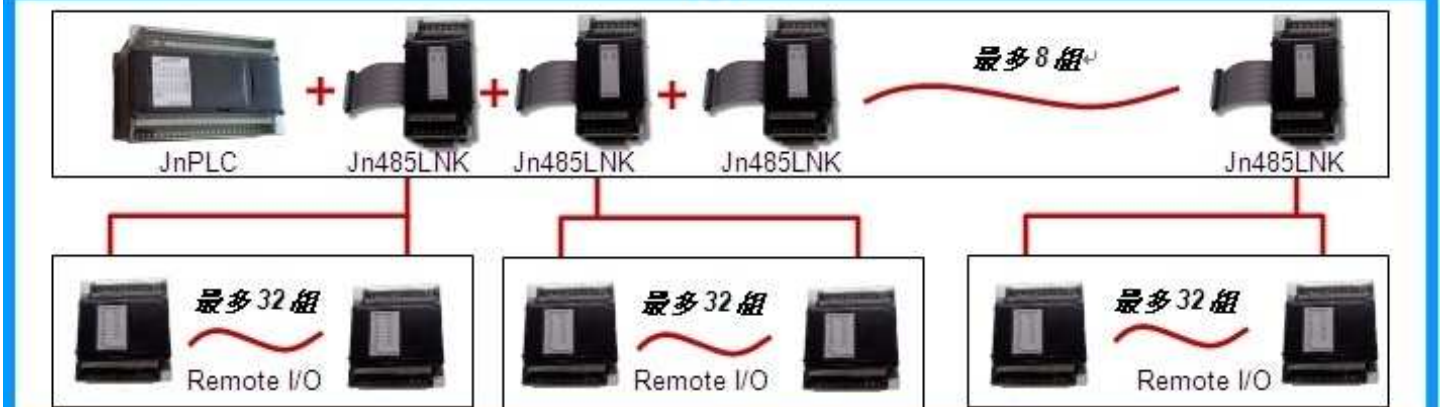 最多8組↵
JnPLC
Jn485LNK
Jn485LNK
Jn485LNK
Jn485LNK
最多32組
Remote I/O
最多32組
Remote I/O
最多32組
Remote I/O